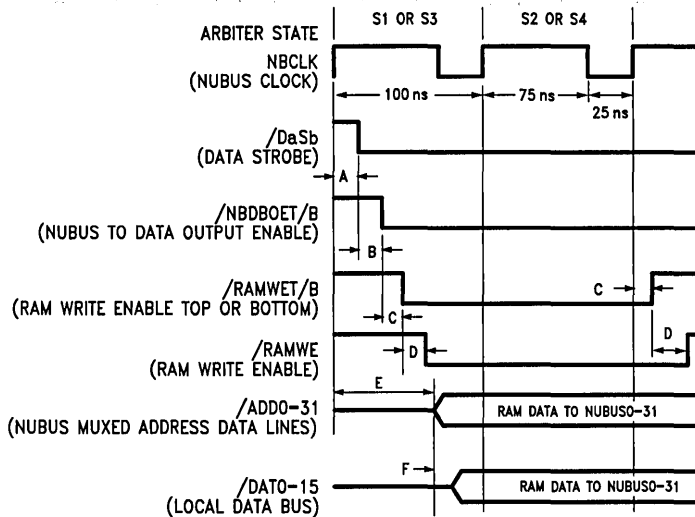 S1 OR S3 S2 OR S4
ARBITER STATE
NBCLK
(NUBUS CLOCK)
100 ns 75 ns
25 ns
/DaSb
(DATA STROBE)
A
/NBDBOET/B
(NUBUS TO DATA OUTPUT ENABLE)
B
/RAMWET/B
(RAM WRITE ENABLE TOP OR BOTTOM)
C C
/RAMWE
(RAM WRITE ENABLE)
D D
E
/ADD0-31
(NUBUS MUXED ADDRESS DATA LINES)
RAM DATA TO NUBUS0-31
F
/DAT0-15
(LOCAL DATA BUS)
RAM DATA TO NUBUS0-31